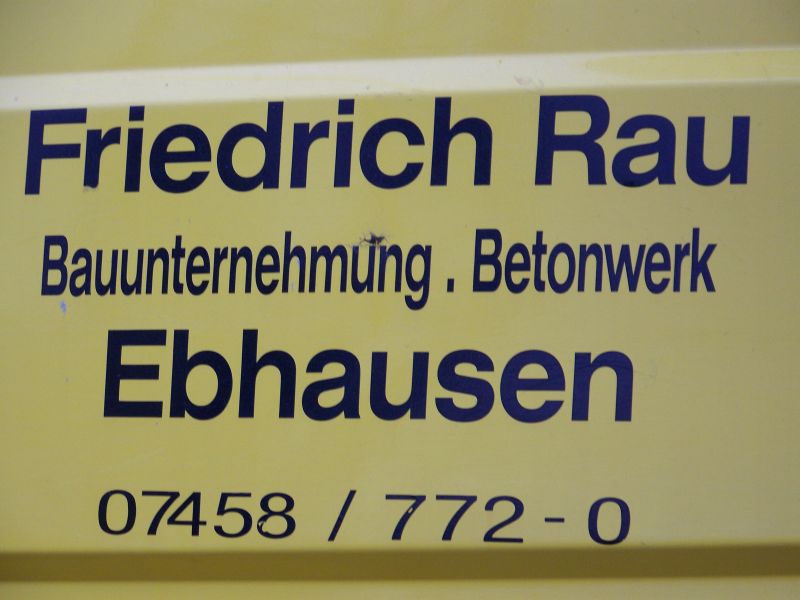 Friedrich Rau
Bauunternehmung . Betonwerk
Ebhausen
07458 / 772 - 0